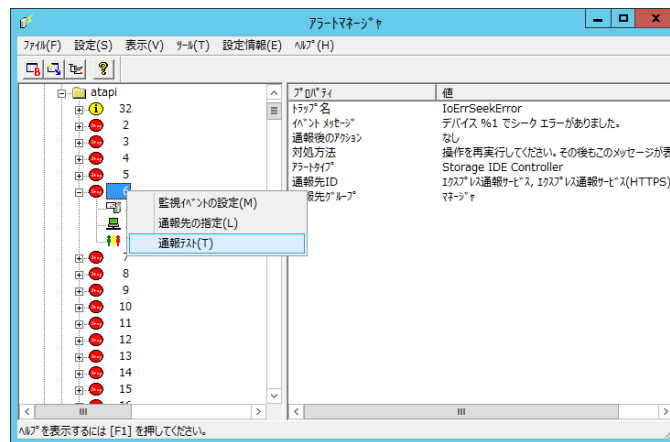 アラートマネージャ
ファイル(F) 設定(S) 表示(V) ツール(T) 設定情報(E) ヘルプ(H)
atapi
32
2
3
4
5
6
監視イベントの設定(M)
通報先の指定(L)
通報テスト(T)
7
8
9
10
11
12
13
14
15
16
プロパティ 値
トラップ名 IoErrSeekError
イベント メッセージ デバイス %1 でシーク エラーがありました。
通報後のアクション なし
対処方法 操作を再実行してください。その後もこのメッセージが表
アラートタイプ Storage IDE Controller
通報先ID エクスプレス通報サービス, エクスプレス通報サービス(HTTPS)
報先グループ マネージャ
ヘルプを表示するには [F1] を押してください。